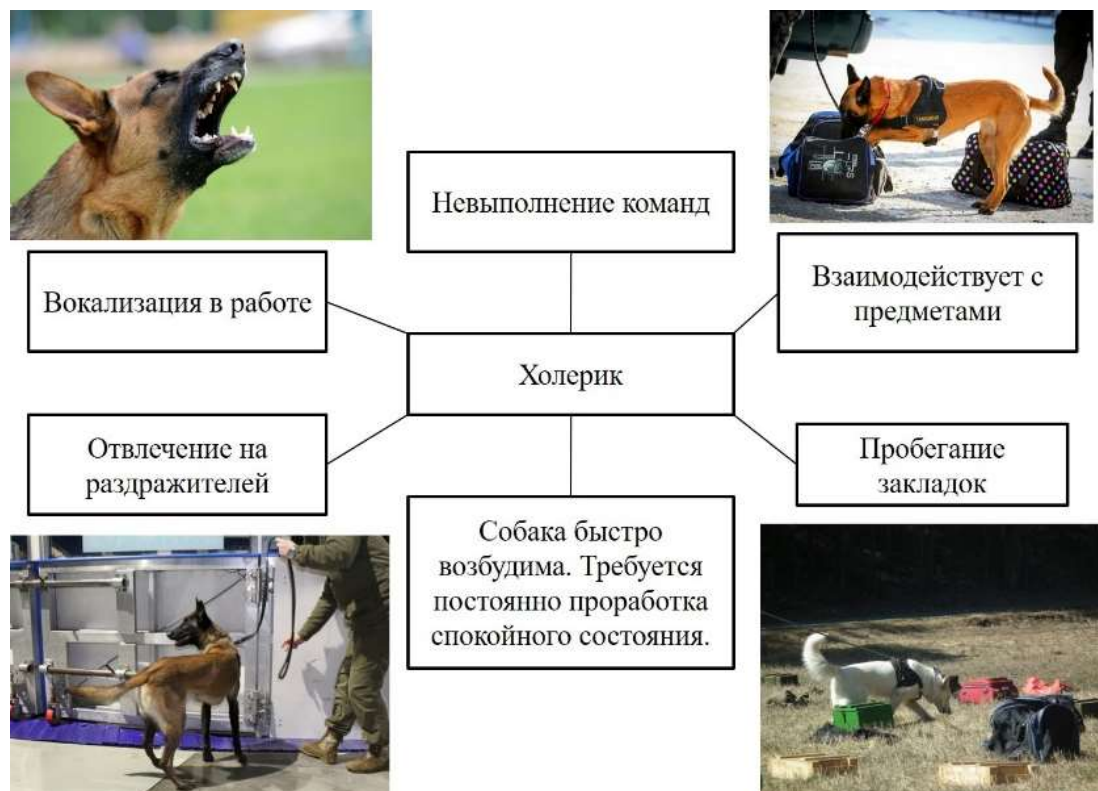 Невыполнение команд
Вокализация в работе
Взаимодействует с
предметами
Холерик
Отвлечение на
раздражителей
Пробегание
закладок
Собака быстро
возбудима. Требуется
постоянно проработка
спокойного состояния.